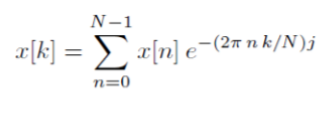 x[k] = \sum_{n=0}^{N-1} x[n] e^{-(2\pi n k/N)j}